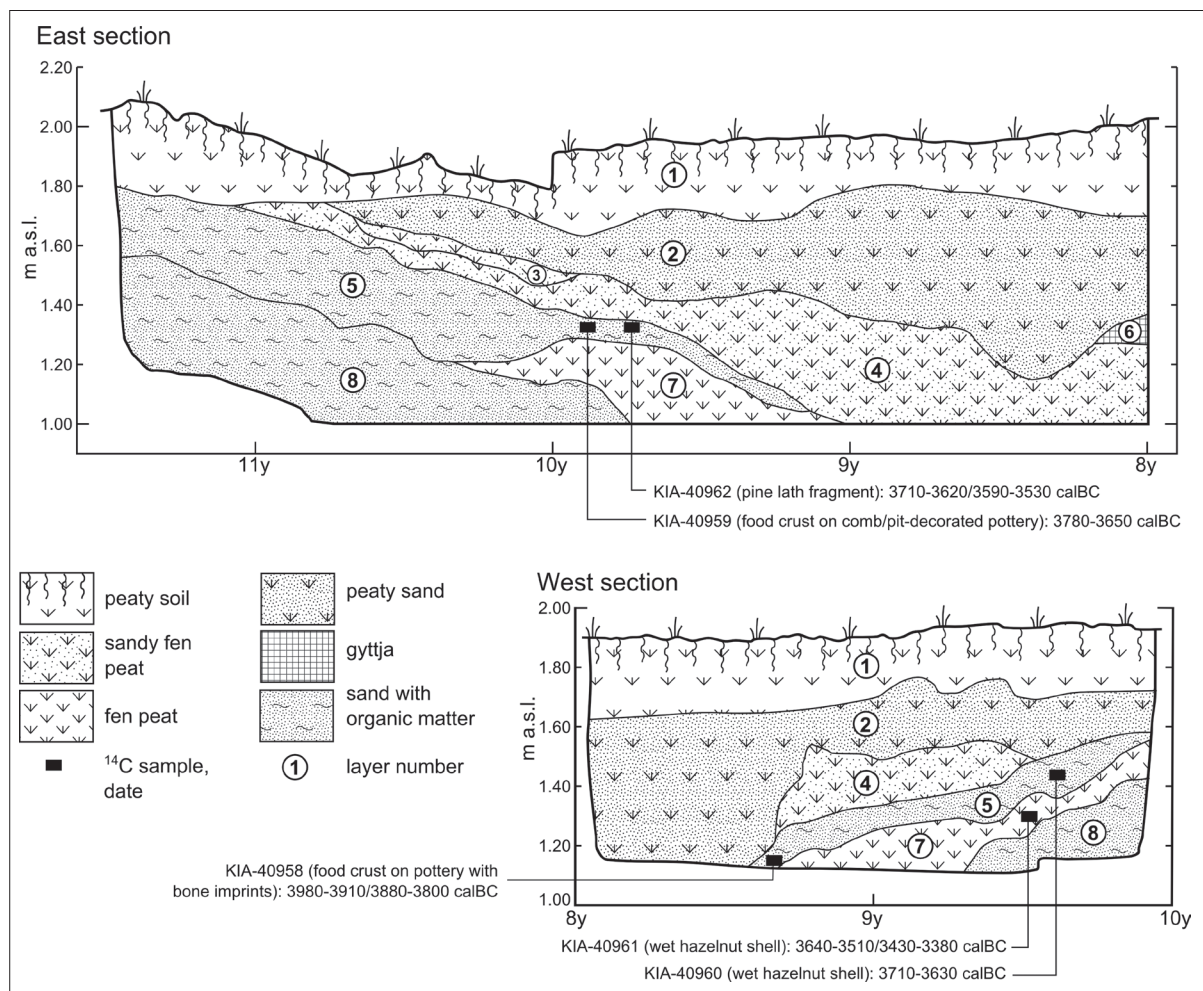 East section
2.20
2.00
1.80
1.60
1.40
1.20
1.00
m a.s.l.
1
2
3
5
6
4
8
7
11y
10y
9y
8y
KIA-40962 (pine lath fragment): 3710-3620/3590-3530 calBC
KIA-40959 (food crust on comb/pit-decorated pottery): 3780-3650 calBC
peaty soil
sandy fen
peat
fen peat
14C sample,
date
peaty sand
gyttja
sand with
organic matter
1 layer number
West section
2.00
1.80
1.60
1.40
1.20
1.00
m a.s.l.
1
2
4
5
7
8
8y
9y
10y
KIA-40958 (food crust on pottery with
bone imprints): 3980-3910/3880-3800 calBC
KIA-40961 (wet hazelnut shell): 3640-3510/3430-3380 calBC
KIA-40960 (wet hazelnut shell): 3710-3630 calBC